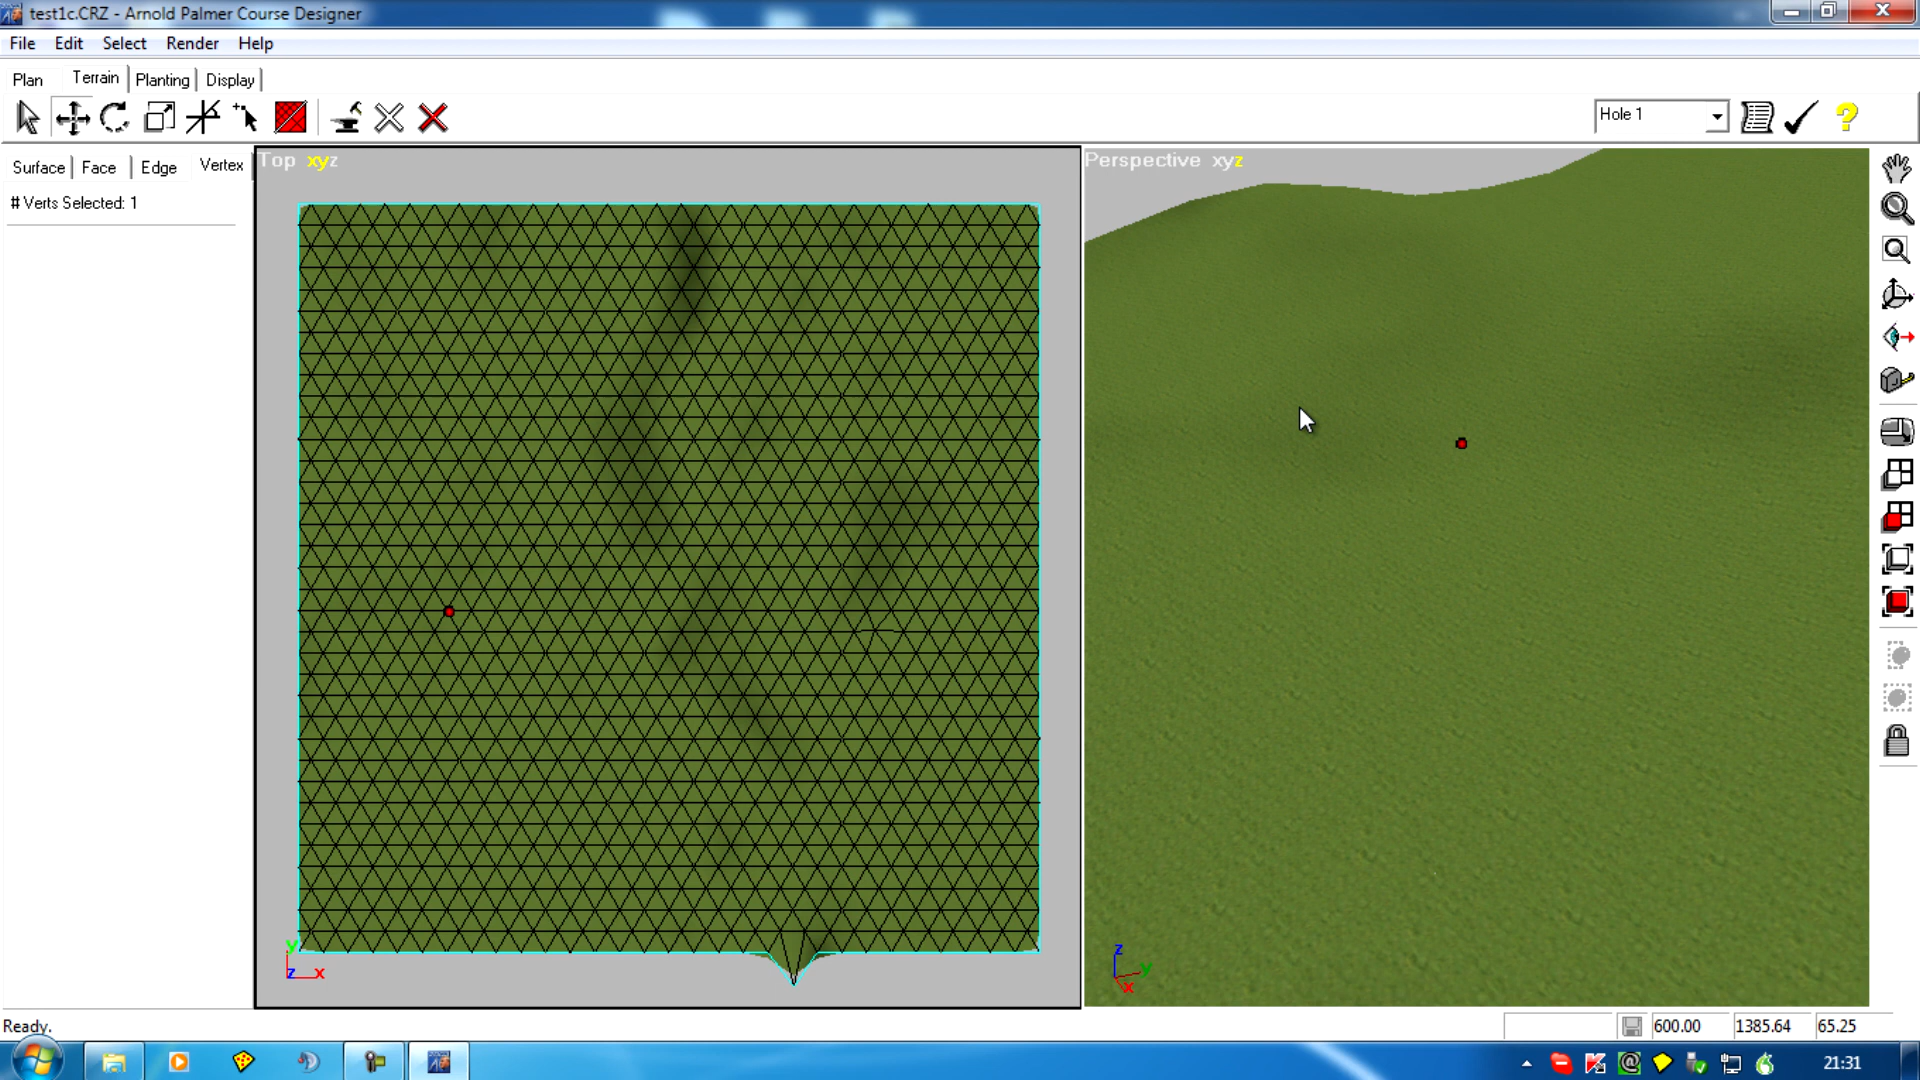 test1c.CRZ - Arnold Palmer Course Designer
File Edit Select Render Help
Plan Terrain Planting Display
Hole 1
Surface Face Edge Vertex
# Verts Selected: 1
Top xyz
Perspective xyz
y
z x
z
y
x
Ready.
600.00 1385.64 65.25
21:31